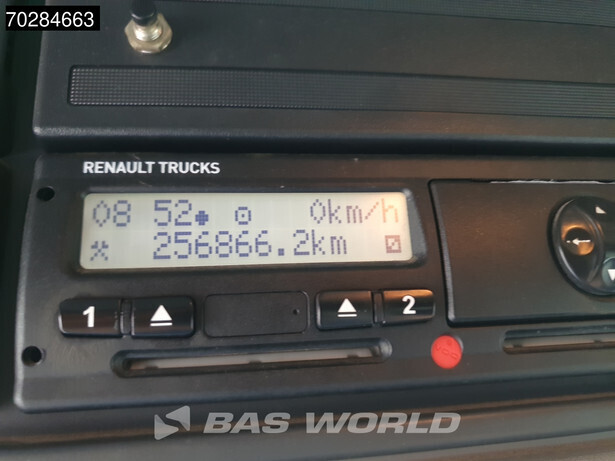 70284663
RENAULT TRUCKS
08 52 0km/h
256866.2km
1 2
BAS WORLD